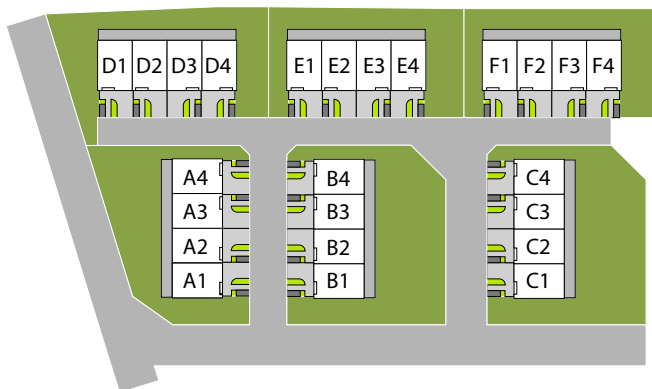 D1 D2 D3 D4 E1 E2 E3 E4 F1 F2 F3 F4
A4 B4 C4
A3 B3 C3
A2 B2 C2
A1 B1 C1